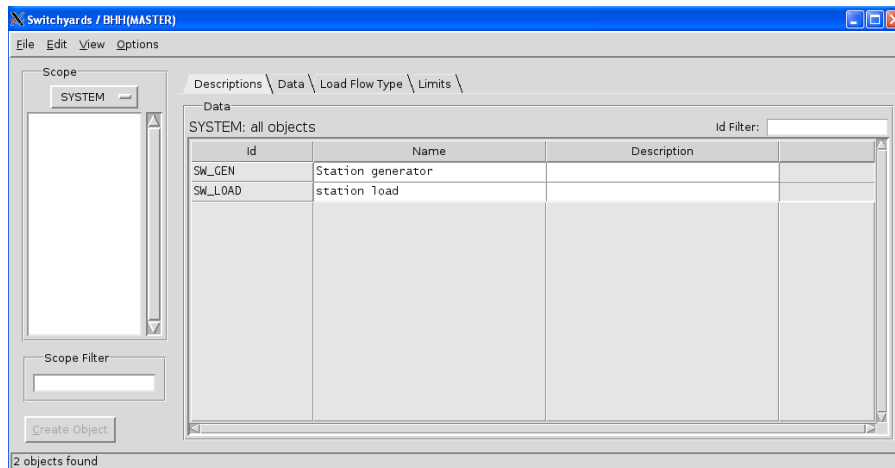 Switchyards / BHH(MASTER)
File Edit View Options
Scope
SYSTEM
Descriptions Data Load Flow Type Limits
Data
SYSTEM: all objects
Id Filter:
Id Name Description
SW_GEN Station generator
SW_LOAD station load
Scope Filter
Create Object
2 objects found